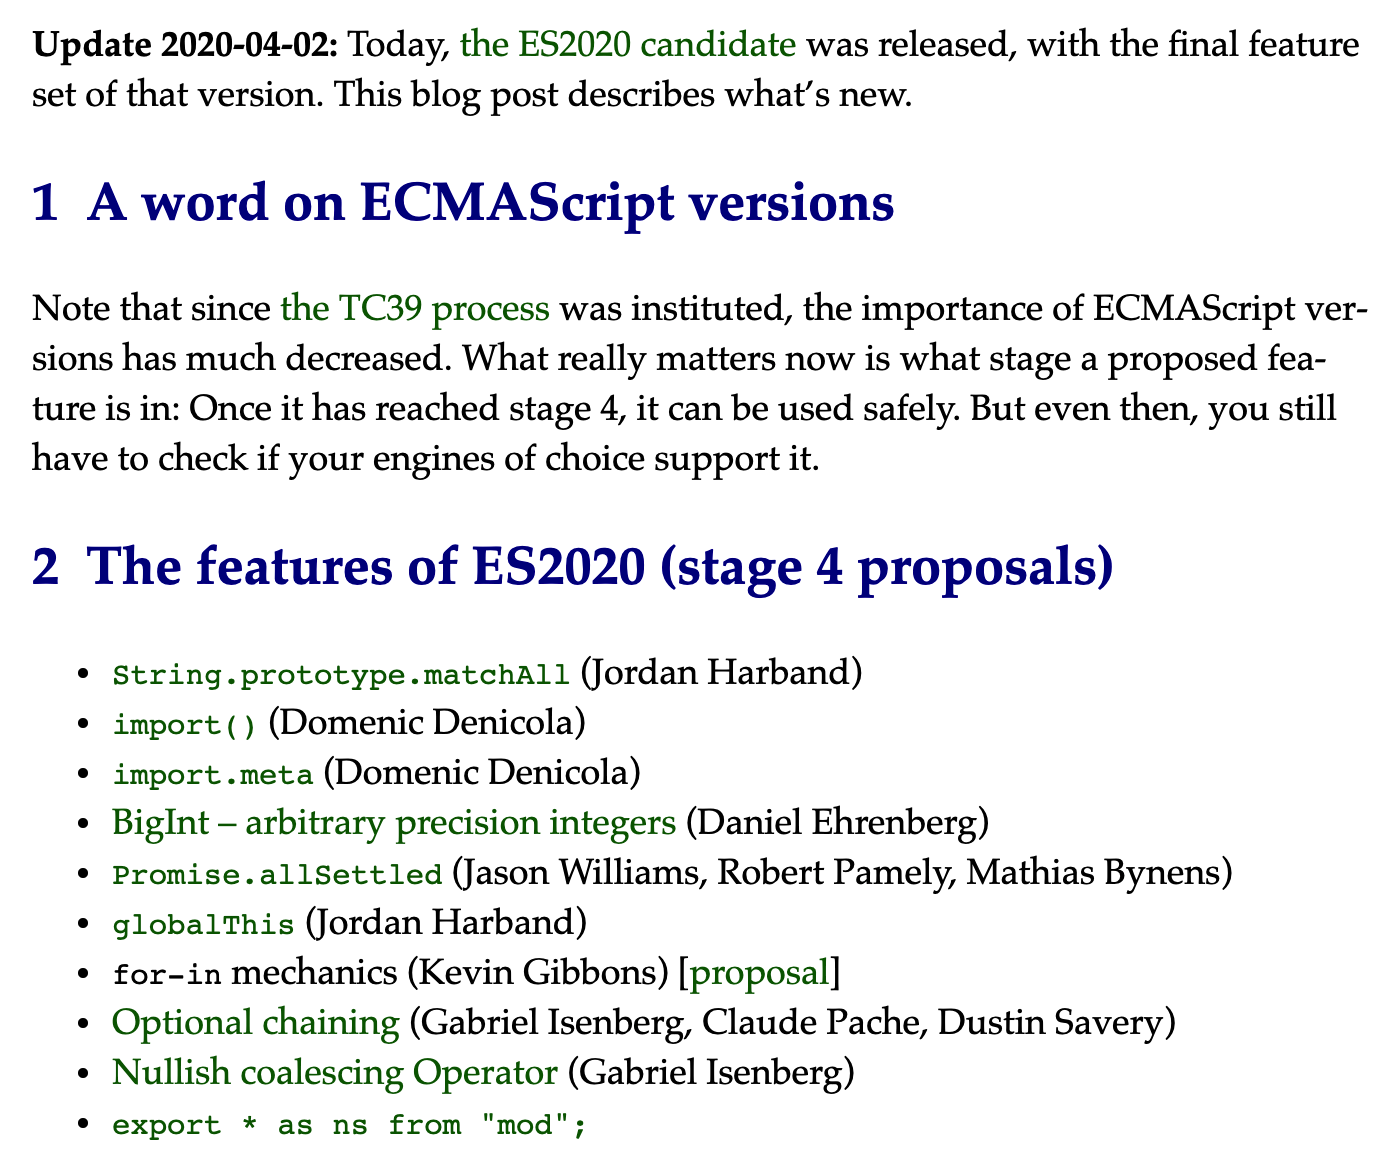 Update 2020-04-02: Today, the ES2020 candidate was released, with the final feature
set of that version. This blog post describes what’s new.
1 A word on ECMAScript versions
Note that since the TC39 process was instituted, the importance of ECMAScript ver-
sions has much decreased. What really matters now is what stage a proposed fea-
ture is in: Once it has reached stage 4, it can be used safely. But even then, you still
have to check if your engines of choice support it.
2 The features of ES2020 (stage 4 proposals)
• String.prototype.matchAll (Jordan Harband)
• import() (Domenic Denicola)
• import.meta (Domenic Denicola)
• BigInt – arbitrary precision integers (Daniel Ehrenberg)
• Promise.allSettled (Jason Williams, Robert Pamely, Mathias Bynens)
• globalThis (Jordan Harband)
• for-in mechanics (Kevin Gibbons) [proposal]
• Optional chaining (Gabriel Isenberg, Claude Pache, Dustin Savery)
• Nullish coalescing Operator (Gabriel Isenberg)
• export * as ns from "mod";